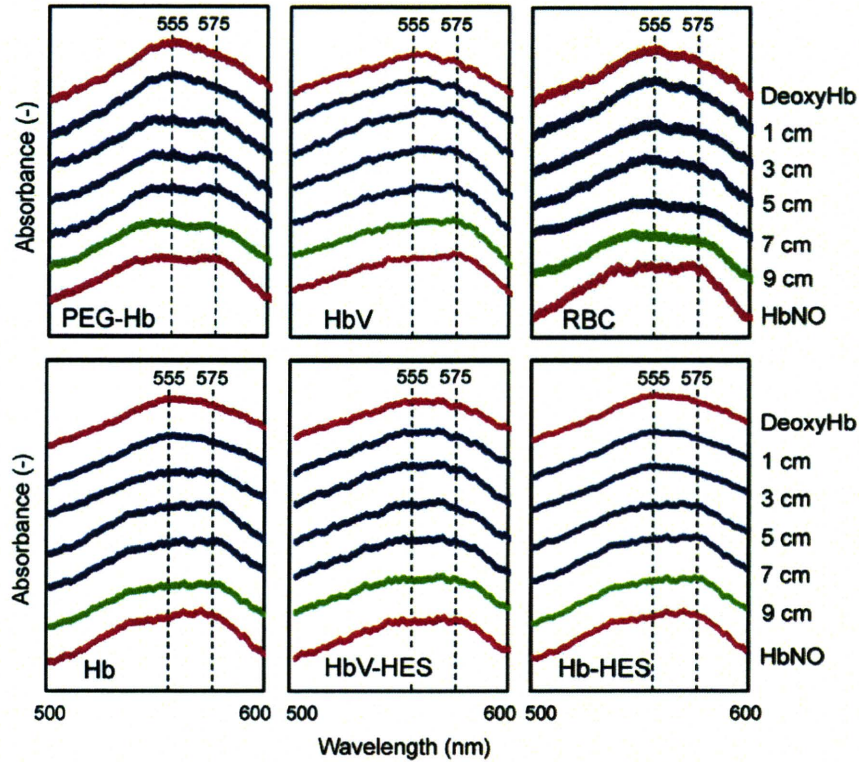 555 575 555 575 555 575
Absorbance (-)
DeoxyHb
1 cm
3 cm
5 cm
7 cm
9 cm
HbNO
PEG-Hb HbV RBC
555 575 555 575 555 575
Absorbance (-)
DeoxyHb
1 cm
3 cm
5 cm
7 cm
9 cm
HbNO
Hb HbV-HES Hb-HES
500 600 500 600 500 600
Wavelength (nm)